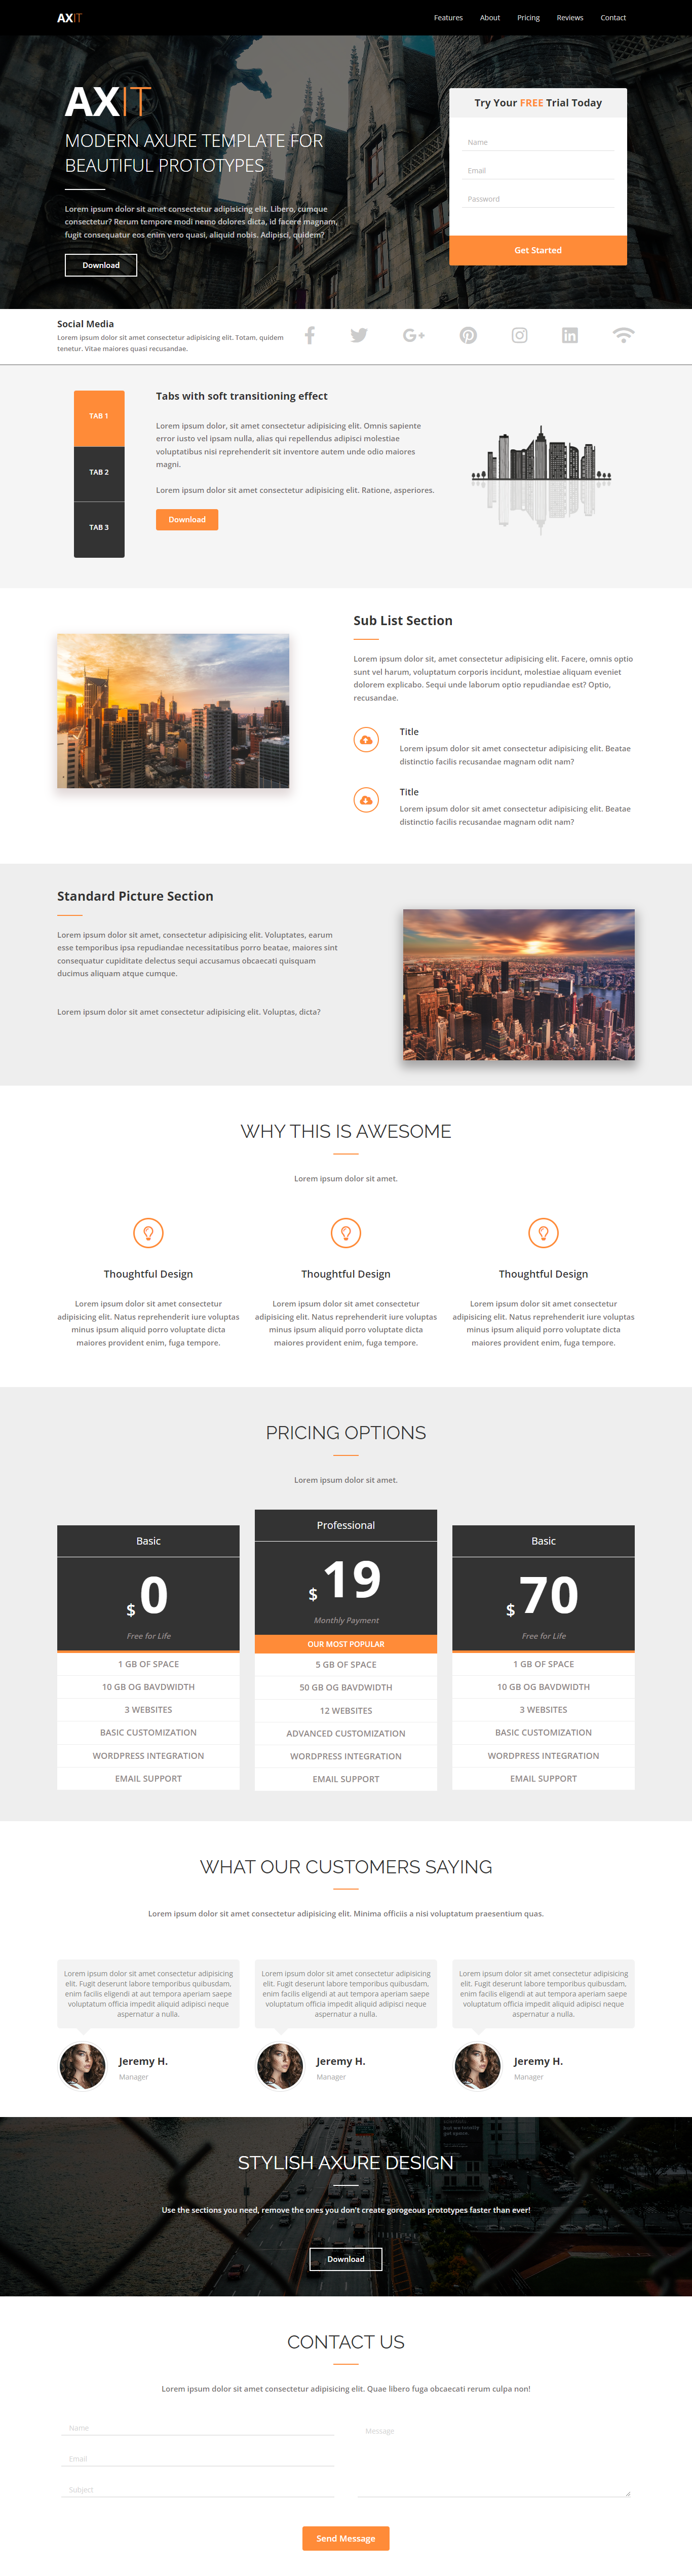 AXIT
Features About Pricing Reviews Contact
AXIT
MODERN AXURE TEMPLATE FOR
BEAUTIFUL PROTOTYPES
Lorem ipsum dolor sit amet consectetur adipisicing elit. Libero, cumque
consectetur? Rerum tempore modi nemo dolores dicta, id facere magnam,
fugit consequatur eos enim vero quasi, aliquid nobis. Adipisci, quidem?
Download
Try Your FREE Trial Today
Name
Email
Password
Get Started
Social Media
Lorem ipsum dolor sit amet consectetur adipisicing elit. Totam, quidem
tenetur. Vitae maiores quasi recusandae.
TAB 1
TAB 2
TAB 3
Tabs with soft transitioning effect
Lorem ipsum dolor, sit amet consectetur adipisicing elit. Omnis sapiente
error iusto vel ipsam nulla, alias qui repellendus adipisci molestiae
voluptatibus nisi reprehenderit sit inventore autem unde odio maiores
magni.
Lorem ipsum dolor sit amet consectetur adipisicing elit. Ratione, asperiores.
Download
Sub List Section
Lorem ipsum dolor sit, amet consectetur adipisicing elit. Facere, omnis optio
sunt vel harum, voluptatum corporis incidunt, molestiae aliquam eveniet
dolorem explicabo. Sequi unde laborum optio repudiandae est? Optio,
recusandae.
Title
Lorem ipsum dolor sit amet consectetur adipisicing elit. Beatae
distinctio facilis recusandae magnam odit nam?
Title
Lorem ipsum dolor sit amet consectetur adipisicing elit. Beatae
distinctio facilis recusandae magnam odit nam?
Standard Picture Section
Lorem ipsum dolor sit amet, consectetur adipisicing elit. Voluptates, earum
esse temporibus ipsa repudiandae necessitatibus porro beatae, maiores sint
consequatur cupiditate delectus sequi accusamus obcaecati quisquam
ducimus aliquam atque cumque.
Lorem ipsum dolor sit amet consectetur adipisicing elit. Voluptas, dicta?
WHY THIS IS AWESOME
Lorem ipsum dolor sit amet.
Thoughtful Design
Lorem ipsum dolor sit amet consectetur
adipisicing elit. Natus reprehenderit iure voluptas
minus ipsum aliquid porro voluptate dicta
maiores provident enim, fuga tempore.
Thoughtful Design
Lorem ipsum dolor sit amet consectetur
adipisicing elit. Natus reprehenderit iure voluptas
minus ipsum aliquid porro voluptate dicta
maiores provident enim, fuga tempore.
Thoughtful Design
Lorem ipsum dolor sit amet consectetur
adipisicing elit. Natus reprehenderit iure voluptas
minus ipsum aliquid porro voluptate dicta
maiores provident enim, fuga tempore.
PRICING OPTIONS
Lorem ipsum dolor sit amet.
Basic
$ 0
Free for Life
1 GB OF SPACE
10 GB OG BAVDWIDTH
3 WEBSITES
BASIC CUSTOMIZATION
WORDPRESS INTEGRATION
EMAIL SUPPORT
Professional
$ 19
Monthly Payment
OUR MOST POPULAR
5 GB OF SPACE
50 GB OG BAVDWIDTH
12 WEBSITES
ADVANCED CUSTOMIZATION
WORDPRESS INTEGRATION
EMAIL SUPPORT
Basic
$ 70
Free for Life
1 GB OF SPACE
10 GB OG BAVDWIDTH
3 WEBSITES
BASIC CUSTOMIZATION
WORDPRESS INTEGRATION
EMAIL SUPPORT
WHAT OUR CUSTOMERS SAYING
Lorem ipsum dolor sit amet consectetur adipisicing elit. Minima officiis a nisi voluptatum praesentium quas.
Lorem ipsum dolor sit amet consectetur adipisicing
elit. Fugit deserunt labore temporibus quibusdam,
enim facilis eligendi at aut tempora aperiam saepe
voluptatum officia impedit aliquid adipisci neque
aspernatur a nulla.
Jeremy H.
Manager
Lorem ipsum dolor sit amet consectetur adipisicing
elit. Fugit deserunt labore temporibus quibusdam,
enim facilis eligendi at aut tempora aperiam saepe
voluptatum officia impedit aliquid adipisci neque
aspernatur a nulla.
Jeremy H.
Manager
Lorem ipsum dolor sit amet consectetur adipisicing
elit. Fugit deserunt labore temporibus quibusdam,
enim facilis eligendi at aut tempora aperiam saepe
voluptatum officia impedit aliquid adipisci neque
aspernatur a nulla.
Jeremy H.
Manager
STYLISH AXURE DESIGN
Use the sections you need, remove the ones you don't create gorogeous prototypes faster than ever!
Download
CONTACT US
Lorem ipsum dolor sit amet consectetur adipisicing elit. Quae libero fuga obcaecati rerum culpa non!
Name
Email
Subject
Message
Send Message